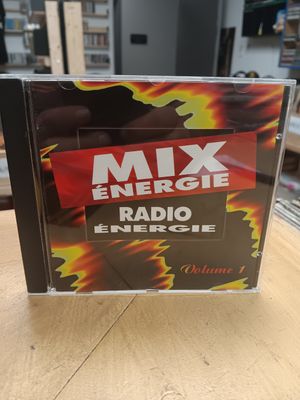 MIX
ÉNERGIE
RADIO
ÉNERGIE
Volume 1